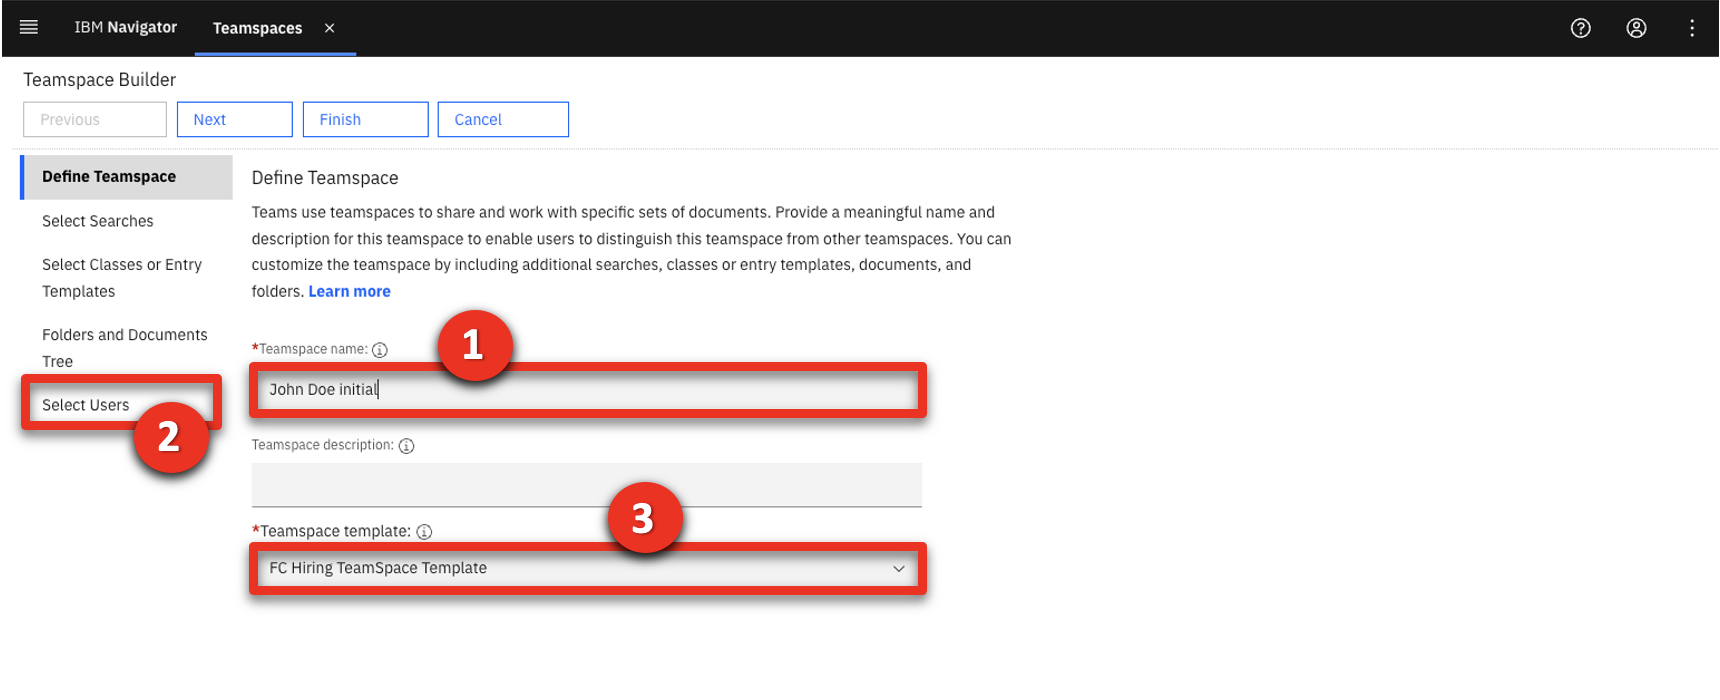 IBM Navigator
Teamspaces
Teamspace Builder
Previous
Next
Finish
Cancel
Define Teamspace
Select Searches
Select Classes or Entry
Templates
Folders and Documents
Tree
Select Users
2
Define Teamspace
Teams use teamspaces to share and work with specific sets of documents. Provide a meaningful name and
description for this teamspace to enable users to distinguish this teamspace from other teamspaces. You can
customize the teamspace by including additional searches, classes or entry templates, documents, and
folders. Learn more
*Teamspace name:
1
John Doe initial
Teamspace description:
3
*Teamspace template:
FC Hiring TeamSpace Template